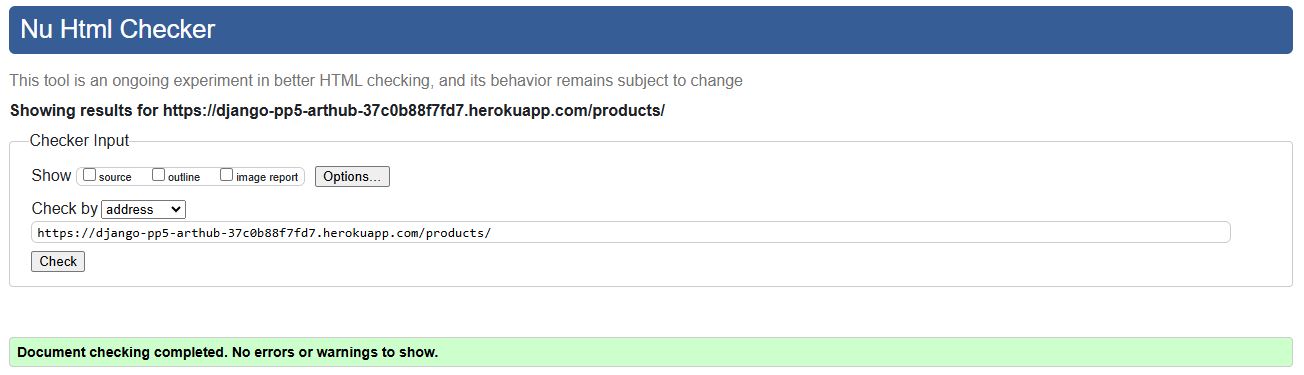 Nu Html Checker
This tool is an ongoing experiment in better HTML checking, and its behavior remains subject to change
Showing results for https://django-pp5-arthub-37c0b88f7fd7.herokuapp.com/products/
Checker Input
Show source outline image report Options...
Check by address
https://django-pp5-arthub-37c0b88f7fd7.herokuapp.com/products/
Check
Document checking completed. No errors or warnings to show.